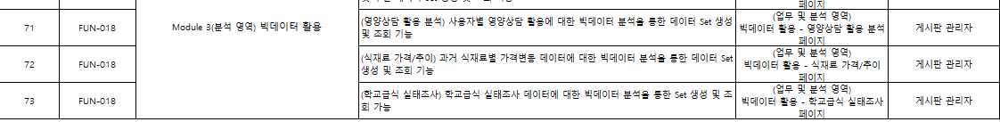 페이지
71
FUN-018
Module 3(분석 영역) 빅데이터 활용
(영양상담 활용 분석) 사용자별 영양상담 활용에 대한 빅데이터 분석을 통한 데이터 Set 생성
및 조회 기능
(업무 및 분석 영역)
빅데이터 활용 - 영양상담 활용 분석
페이지
게시판 관리자
72
FUN-018
(식재료 가격/추이) 과거 식재료별 가격변동 데이터에 대한 빅데이터 분석을 통한 데이터 Set
생성 및 조회 기능
(업무 및 분석 영역)
빅데이터 활용 - 식재료 가격/추이
페이지
게시판 관리자
73
FUN-018
(학교급식 실태조사) 학교급식 실태조사 데이터에 대한 빅데이터 분석을 통한 Set 생성 및 조
회 가능
(업무 및 분석 영역)
빅데이터 활용 - 학교급식 실태조사
페이지
게시판 관리자